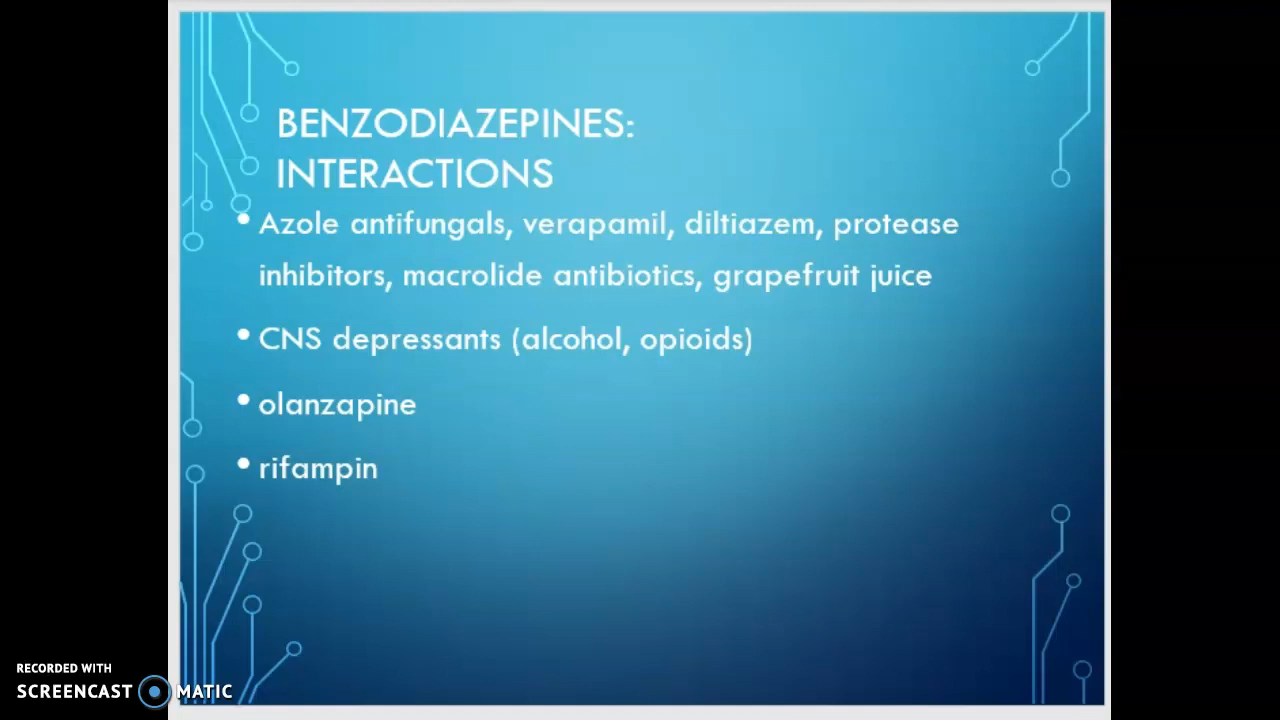 BENZODIAZEPINES:
INTERACTIONS
• Azole antifungals, verapamil, diltiazem, protease
inhibitors, macrolide antibiotics, grapefruit juice
• CNS depressants (alcohol, opioids)
• olanzapine
• rifampin
RECORDED WITH
SCREENCAST MATIC